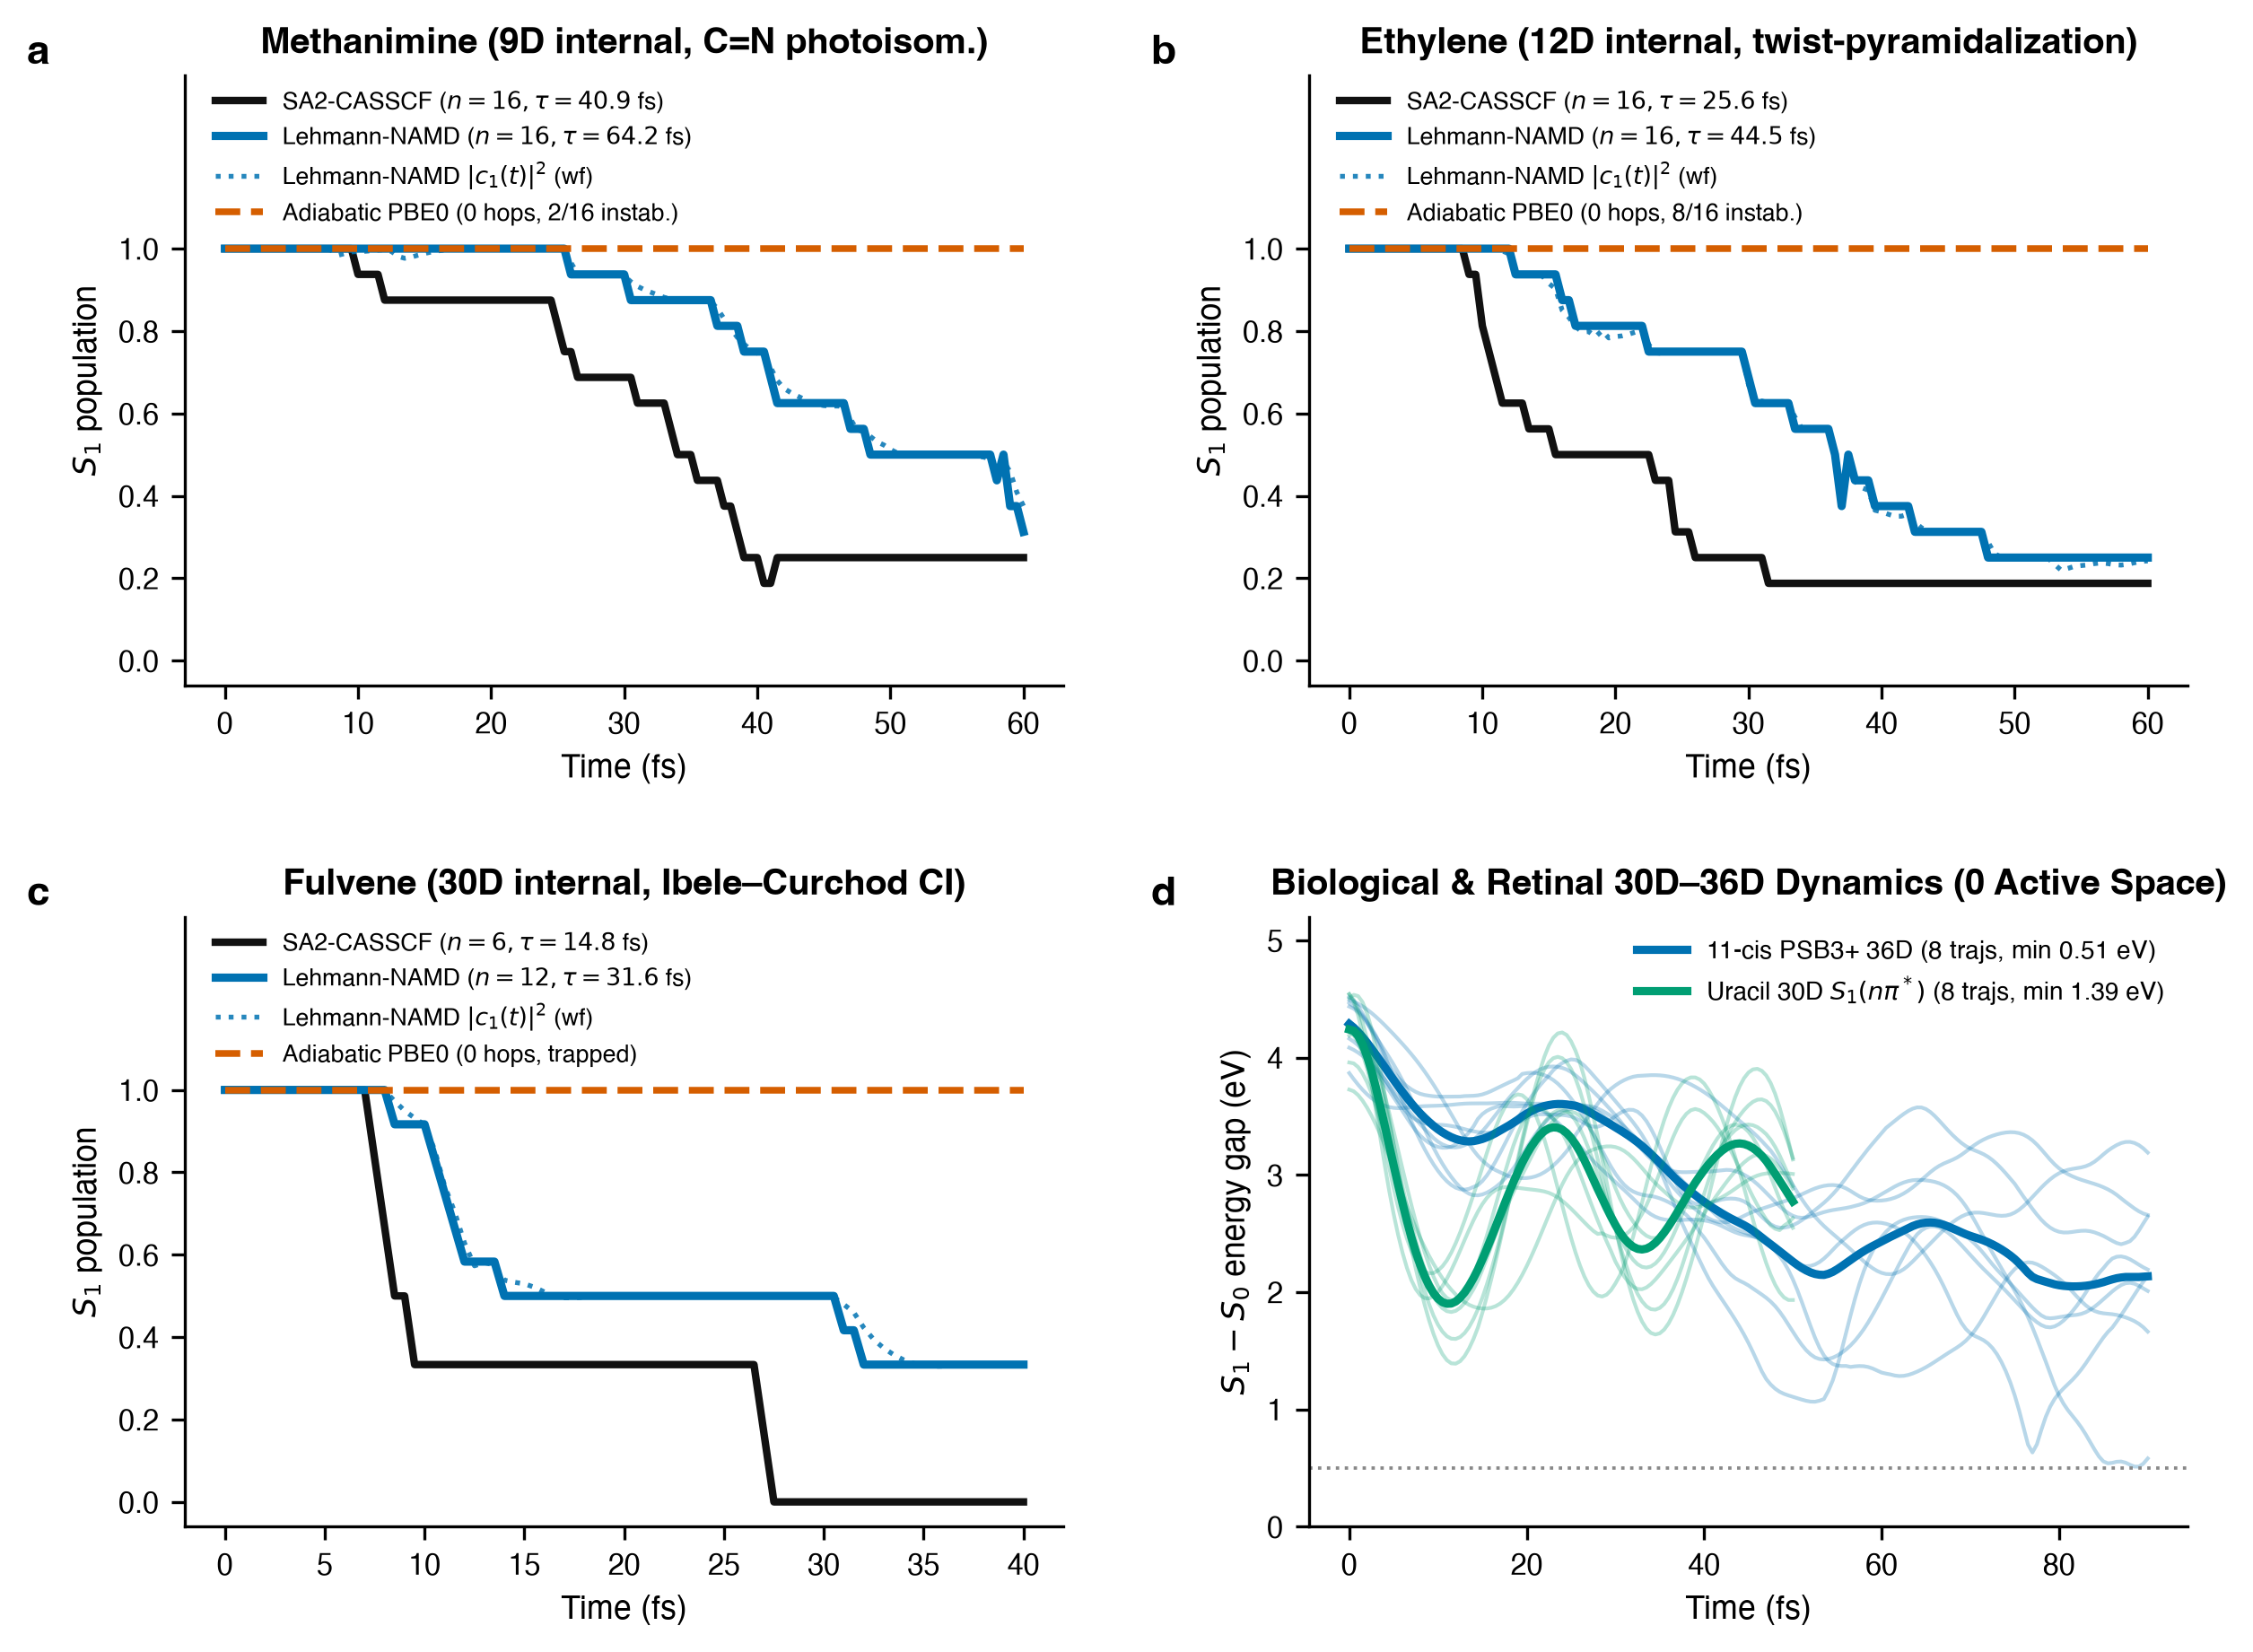 a
Methanimine (9D internal, C=N photoisom.)
SA2-CASSCF (n = 16, τ = 40.9 fs)
Lehmann-NAMD (n = 16, τ = 64.2 fs)
Lehmann-NAMD |c₁(t)|² (wf)
Adiabatic PBE0 (0 hops, 2/16 instab.)
S₁ population
1.0
0.8
0.6
0.4
0.2
0.0
0 10 20 30 40 50 60
Time (fs)
b
Ethylene (12D internal, twist-pyramidalization)
SA2-CASSCF (n = 16, τ = 25.6 fs)
Lehmann-NAMD (n = 16, τ = 44.5 fs)
Lehmann-NAMD |c₁(t)|² (wf)
Adiabatic PBE0 (0 hops, 8/16 instab.)
S₁ population
1.0
0.8
0.6
0.4
0.2
0.0
0 10 20 30 40 50 60
Time (fs)
c
Fulvene (30D internal, Ibele–Curchod CI)
SA2-CASSCF (n = 6, τ = 14.8 fs)
Lehmann-NAMD (n = 12, τ = 31.6 fs)
Lehmann-NAMD |c₁(t)|² (wf)
Adiabatic PBE0 (0 hops, trapped)
S₁ population
1.0
0.8
0.6
0.4
0.2
0.0
0 5 10 15 20 25 30 35 40
Time (fs)
d
Biological & Retinal 30D–36D Dynamics (0 Active Space)
11-cis PSB3+ 36D (8 trajs, min 0.51 eV)
Uracil 30D S₁(nπ*) (8 trajs, min 1.39 eV)
S₁ − S₀ energy gap (eV)
5
4
3
2
1
0
0 20 40 60 80
Time (fs)